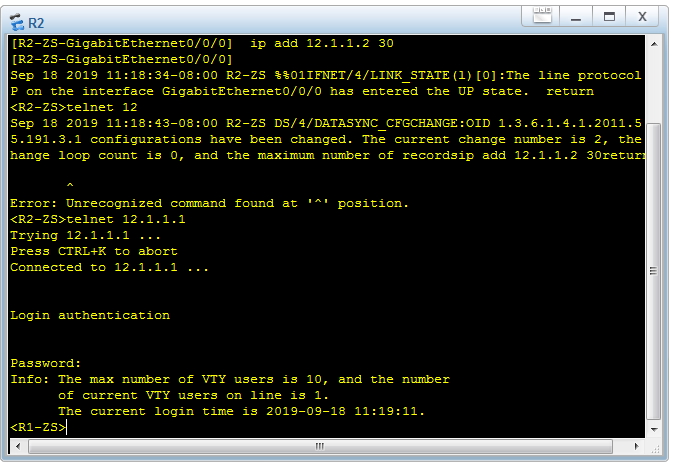 R2
[R2-ZS-GigabitEthernet0/0/0]  ip add 12.1.1.2 30
[R2-ZS-GigabitEthernet0/0/0]
Sep 18 2019 11:18:34-08:00 R2-ZS %%01IFNET/4/LINK_STATE(l)[0]:The line protocol
P on the interface GigabitEthernet0/0/0 has entered the UP state.  return
<R2-ZS>telnet 12
Sep 18 2019 11:18:43-08:00 R2-ZS DS/4/DATASYNC_CFGCHANGE:OID 1.3.6.1.4.1.2011.5
5.191.3.1 configurations have been changed. The current change number is 2, the
hange loop count is 0, and the maximum number of recordsip add 12.1.1.2 30return
^
Error: Unrecognized command found at '^' position.
<R2-ZS>telnet 12.1.1.1
Trying 12.1.1.1 ...
Press CTRL+K to abort
Connected to 12.1.1.1 ...
Login authentication
Password:
Info: The max number of VTY users is 10, and the number
of current VTY users on line is 1.
The current login time is 2019-09-18 11:19:11.
<R1-ZS>